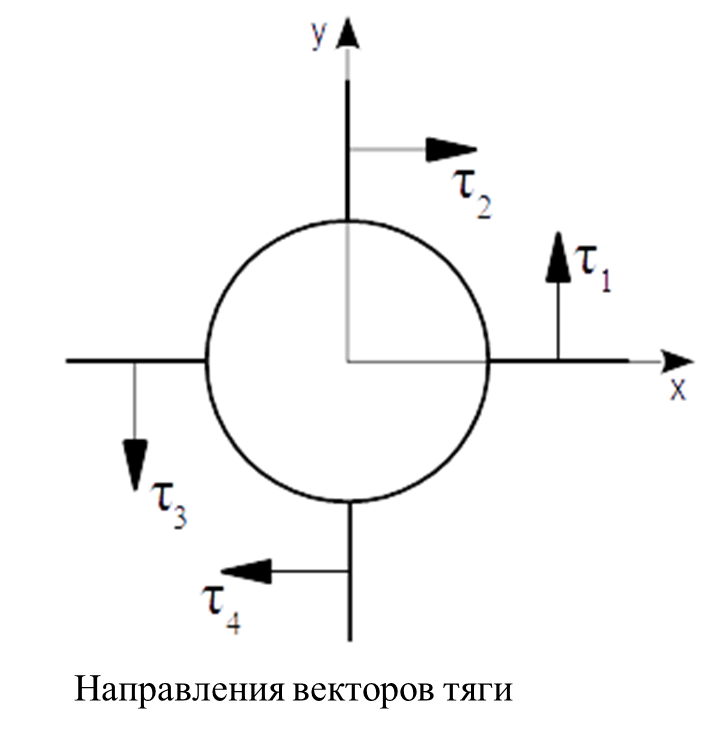 y
τ₂
τ₁
x
τ₃
τ₄
Направления векторов тяги